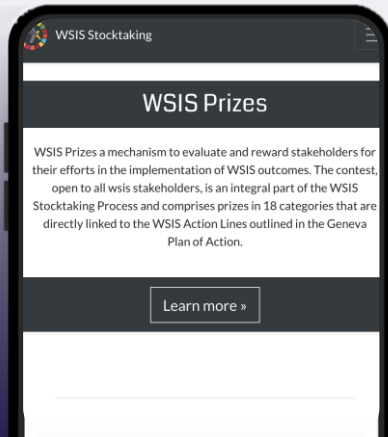 WSIS Stocktaking
WSIS Prizes
WSIS Prizes a mechanism to evaluate and reward stakeholders for
their efforts in the implementation of WSIS outcomes. The contest,
open to all wsis stakeholders, is an integral part of the WSIS
Stocktaking Process and comprises prizes in 18 categories that are
directly linked to the WSIS Action Lines outlined in the Geneva
Plan of Action.
Learn more »